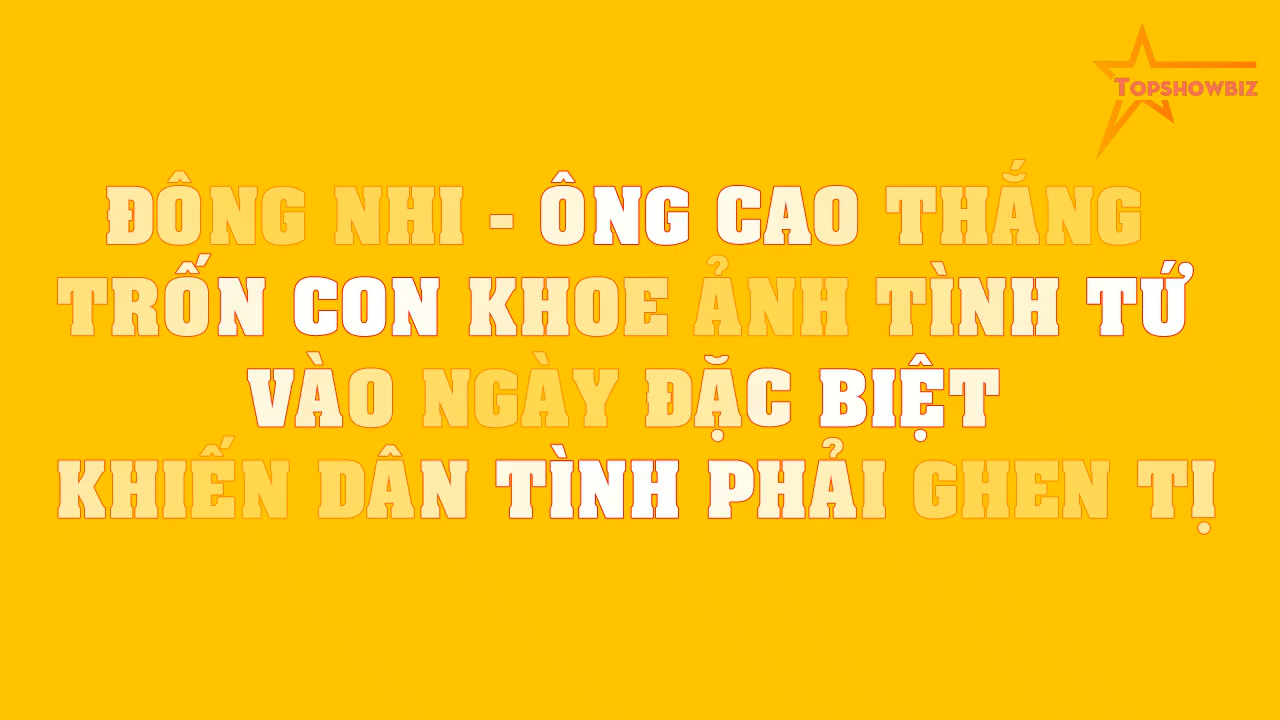 TOPSHOWBIZ
ĐÔNG NHI - ÔNG CAO THẮNG
TRỐN CON KHOE ẢNH TÌNH TỨ
VÀO NGÀY ĐẶC BIỆT
KHIẾN DÂN TÌNH PHẢI GHEN TỊ